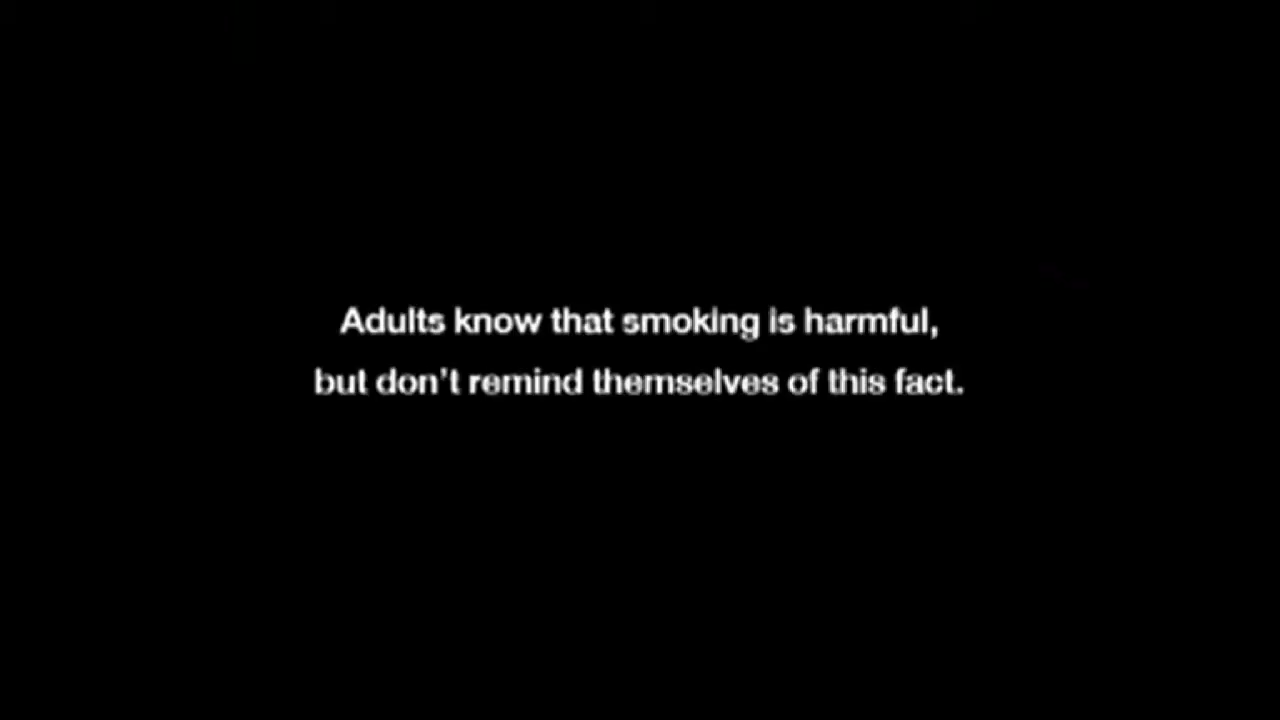 Adults know that smoking is harmful,
but don't remind themselves of this fact.